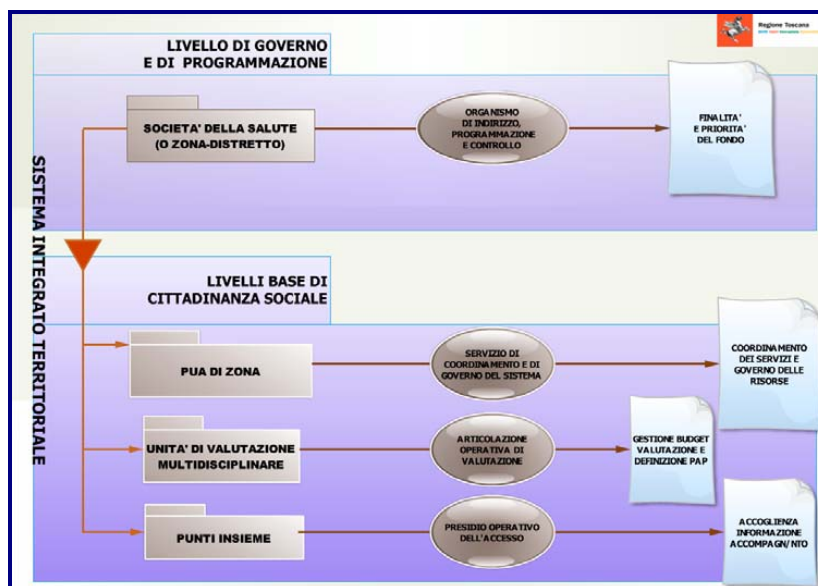 Regione Toscana
LIVELLO DI GOVERNO
E DI PROGRAMMAZIONE
SOCIETA' DELLA SALUTE
(O ZONA-DISTRETTO)
ORGANISMO
DI INDIRIZZO,
PROGRAMMAZIONE
E CONTROLLO
FINALITA'
E PRIORITA'
DEL FONDO
SISTEMA INTEGRATO TERRITORIALE
LIVELLI BASE DI
CITTADINANZA SOCIALE
PUA DI ZONA
SERVIZIO DI
COORDINAMENTO E DI
GOVERNO DEL SISTEMA
COORDINAMENTO
DEI SERVIZI E
GOVERNO DELLE
RISORSE
UNITA' DI VALUTAZIONE
MULTIDISCIPLINARE
ARTICOLAZIONE
OPERATIVA DI
VALUTAZIONE
GESTIONE BUDGET
VALUTAZIONE E
DEFINIZIONE PAP
PUNTI INSIEME
PRESIDIO OPERATIVO
DELL'ACCESSO
ACCOGLIENZA
INFORMAZIONE
ACCOMPAGN/NTO